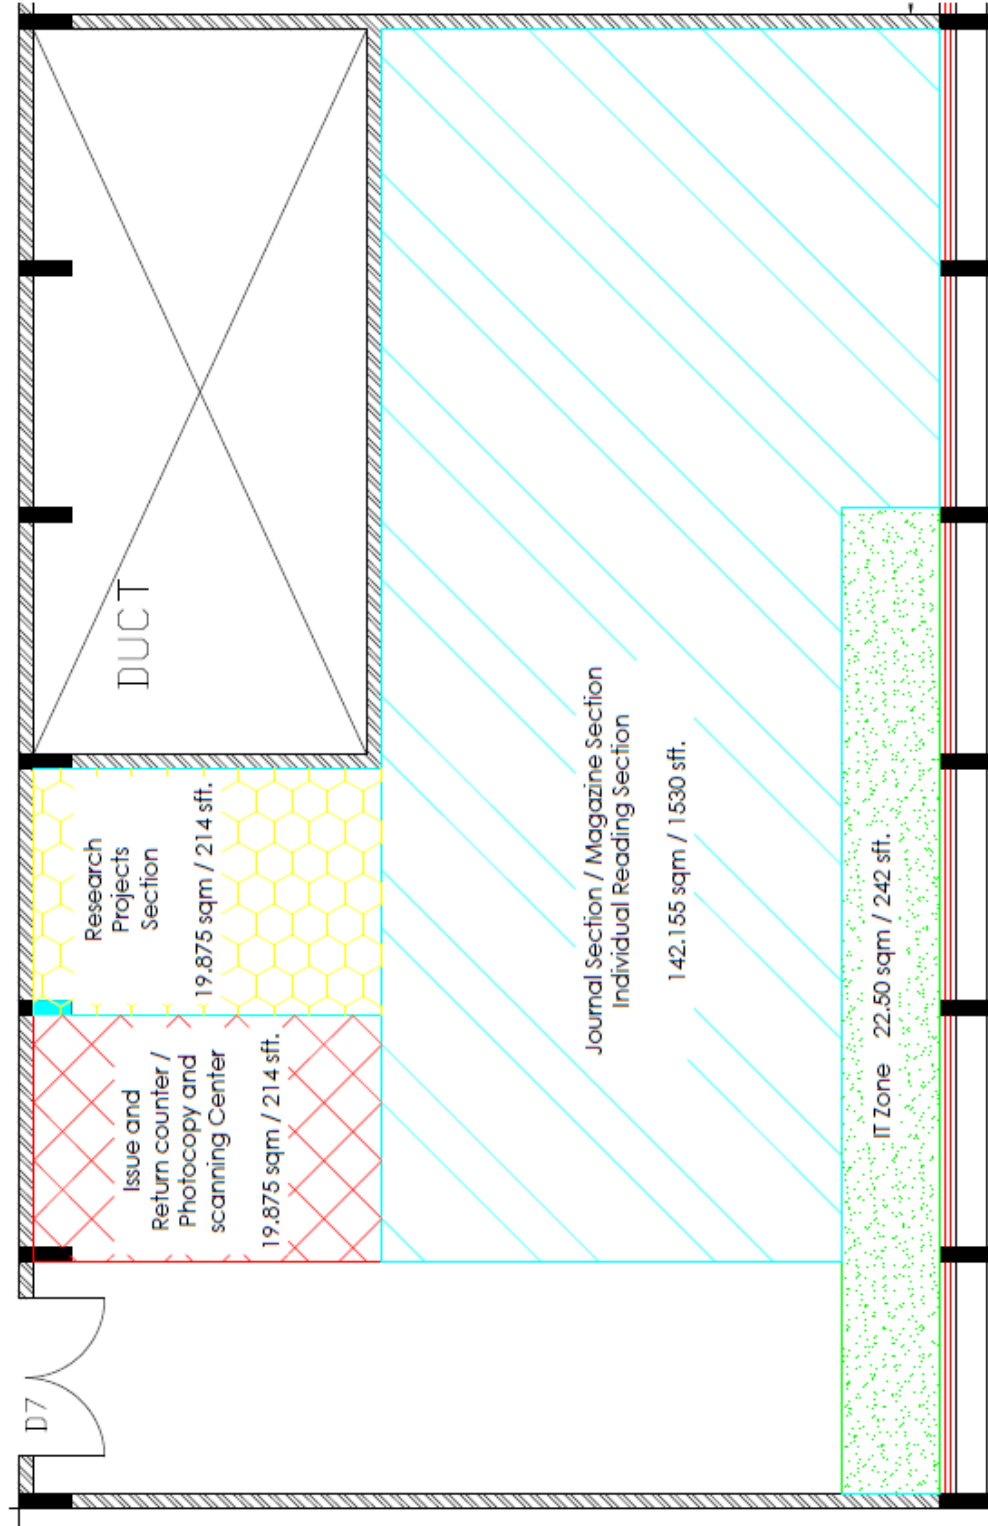 DUCT
Research
Projects
Section
19.875 sqm / 214 sft.
Issue and
Return counter /
Photocopy and
scanning Center
19.875 sqm / 214 sft.
Journal Section / Magazine Section
Individual Reading Section
142.155 sqm / 1530 sft.
IT Zone 22.50 sqm / 242 sft.
D7